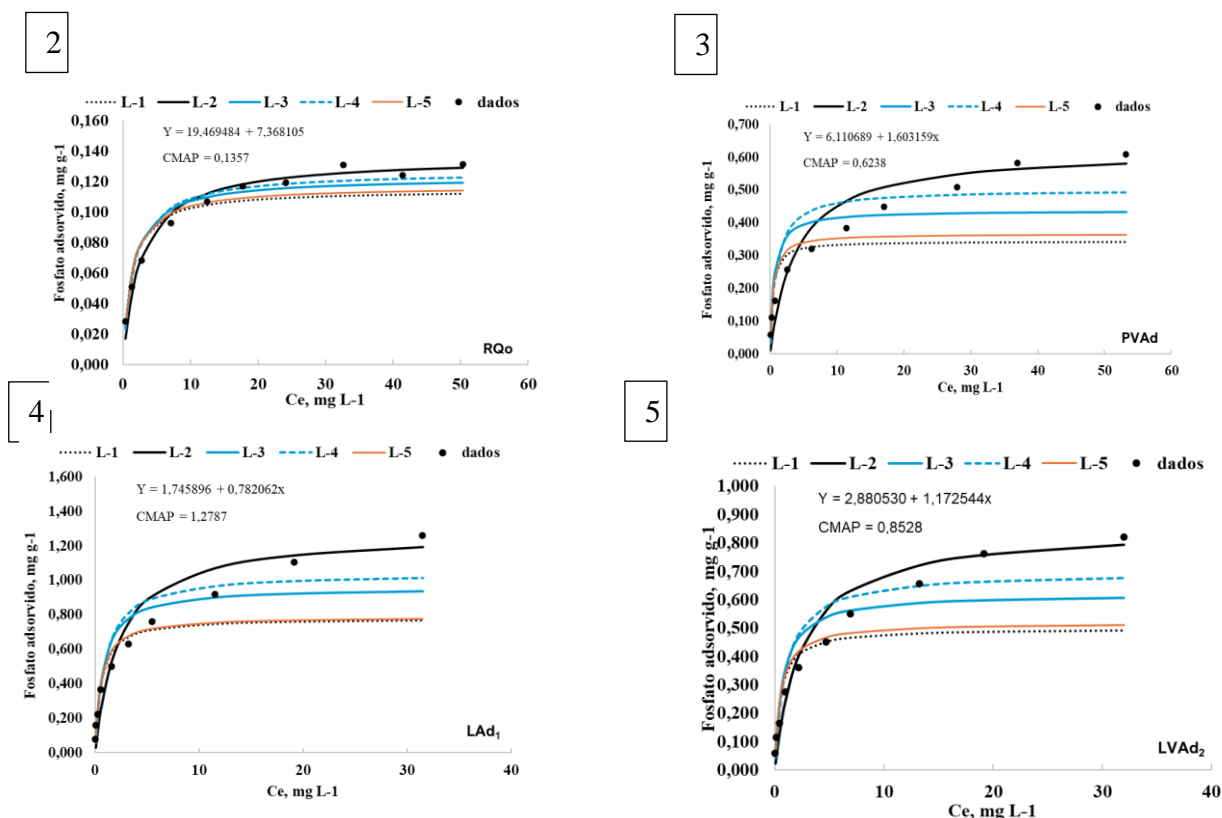 2
L-1 L-2 L-3 L-4 L-5 dados
Y = 19,469484 + 7,368105
CMAP = 0,1357
0,160
0,140
0,120
0,100
0,080
0,060
0,040
0,020
0,000
Fosfato adsorvido, mg g-1
RQo
0 10 20 30 40 50 60
Ce, mg L-1
3
L-1 L-2 L-3 L-4 L-5 dados
Y = 6,110689 + 1,603159x
CMAP = 0,6238
0,700
0,600
0,500
0,400
0,300
0,200
0,100
0,000
Fosfato adsorvido, mg g-1
PVAd
0 10 20 30 40 50 60
Ce, mg L-1
4
L-1 L-2 L-3 L-4 L-5 dados
Y = 1,745896 + 0,782062x
CMAP = 1,2787
1,600
1,400
1,200
1,000
0,800
0,600
0,400
0,200
0,000
Fosfato adsorvido, mg g-1
LAd₁
0 10 20 30 40
Ce, mg L-1
5
L-1 L-2 L-3 L-4 L-5 dados
Y = 2,880530 + 1,172544x
CMAP = 0,8528
1,000
0,900
0,800
0,700
0,600
0,500
0,400
0,300
0,200
0,100
0,000
Fosfato adsorvido, mg g-1
LVAd₂
0 10 20 30 40
Ce, mg L-1